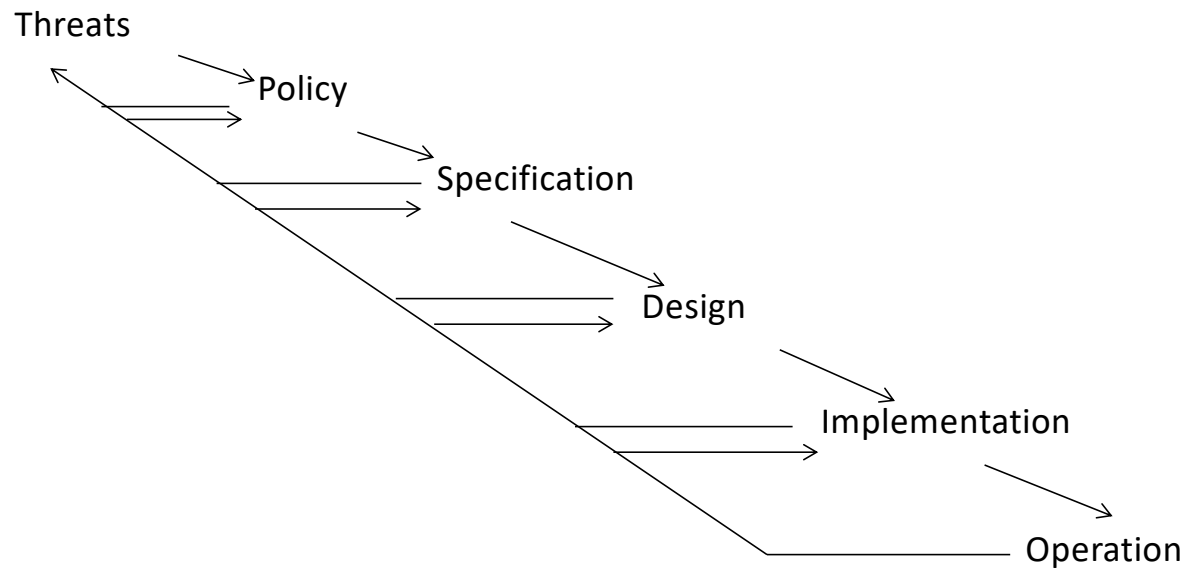 Threats
Policy
Specification
Design
Implementation
Operation